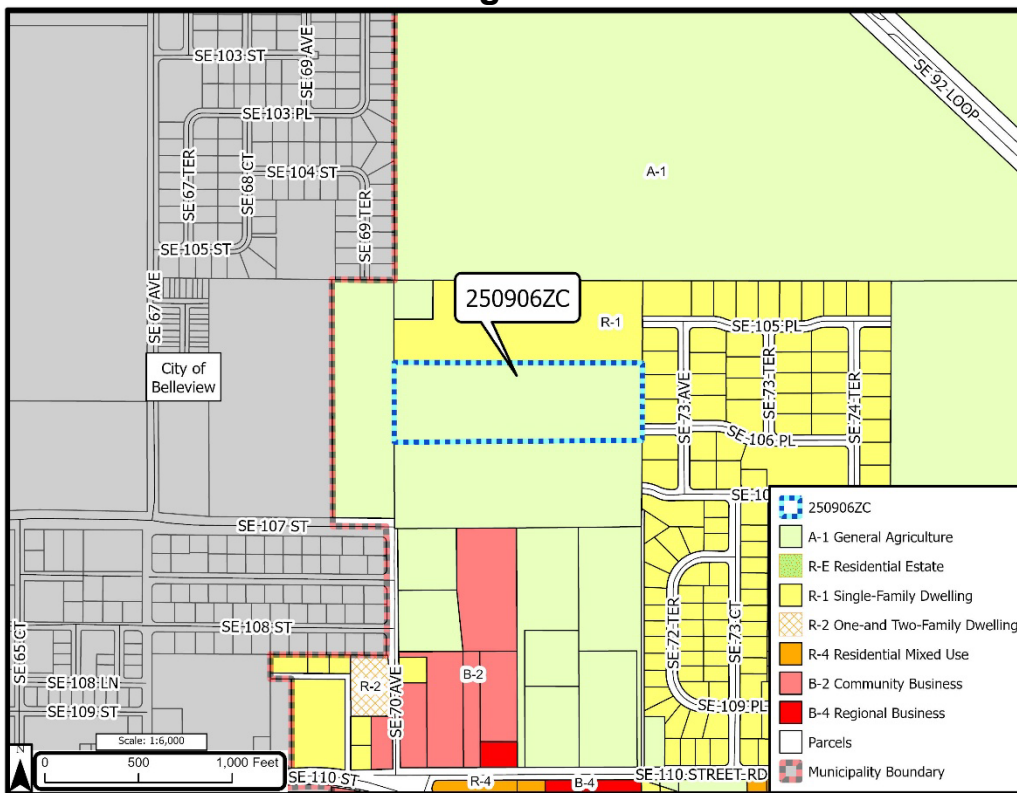 SE 103 ST
SE 69 AVE
SE 92 LOOP
SE 103 PL
SE 67 TER
SE 68 CT
SE 104 ST
A-1
SE 69 TER
SE 105 ST
SE 67 AVE
250906ZC
R-1
SE 105 PL
City of
Belleview
SE 73 AVE
SE 73 TER
SE 74 TER
SE 106 PL
SE 107 ST
SE 10
250906ZC
A-1 General Agriculture
R-E Residential Estate
R-1 Single-Family Dwelling
R-2 One-and Two-Family Dwelling
R-4 Residential Mixed Use
B-2 Community Business
B-4 Regional Business
Parcels
Municipality Boundary
SE 65 CT
SE 108 ST
SE 72 TER
SE 73 CT
SE 108 LN
SE 109 ST
R-2
SE 70 AVE
B-2
SE 109 PL
Scale: 1:6,000
N
0 500 1,000 Feet
SE 110 ST
R-4
B-4
SE 110 STREET RD